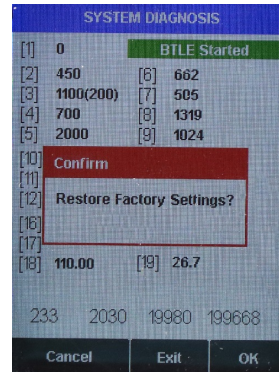 SYSTEM DIAGNOSIS
[1] 0 BTLE Started
[2] 450 [6] 662
[3] 1100(200) [7] 505
[4] 700 [8] 1319
[5] 2000 [9] 1024
[10]
Confirm
[11]
[12] Restore Factory Settings?
[16]
[17]
[18] 110.00 [19] 26.7
233 2030 19980 199668
Cancel Exit OK